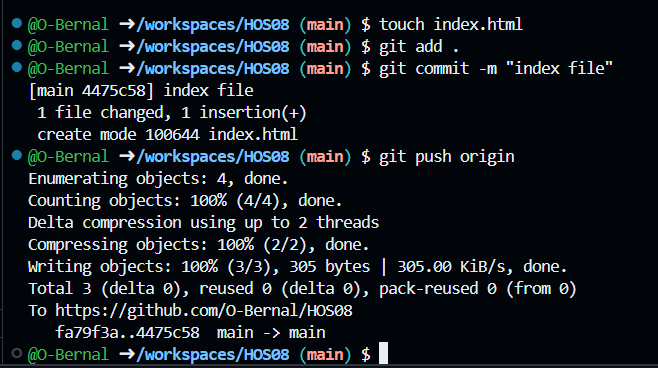 @O-Bernal ➜/workspaces/HOS08 (main) $ touch index.html
@O-Bernal ➜/workspaces/HOS08 (main) $ git add .
@O-Bernal ➜/workspaces/HOS08 (main) $ git commit -m "index file"
[main 4475c58] index file
 1 file changed, 1 insertion(+)
 create mode 100644 index.html
@O-Bernal ➜/workspaces/HOS08 (main) $ git push origin
Enumerating objects: 4, done.
Counting objects: 100% (4/4), done.
Delta compression using up to 2 threads
Compressing objects: 100% (2/2), done.
Writing objects: 100% (3/3), 305 bytes | 305.00 KiB/s, done.
Total 3 (delta 0), reused 0 (delta 0), pack-reused 0 (from 0)
To https://github.com/O-Bernal/HOS08
   fa79f3a..4475c58  main -> main
@O-Bernal ➜/workspaces/HOS08 (main) $